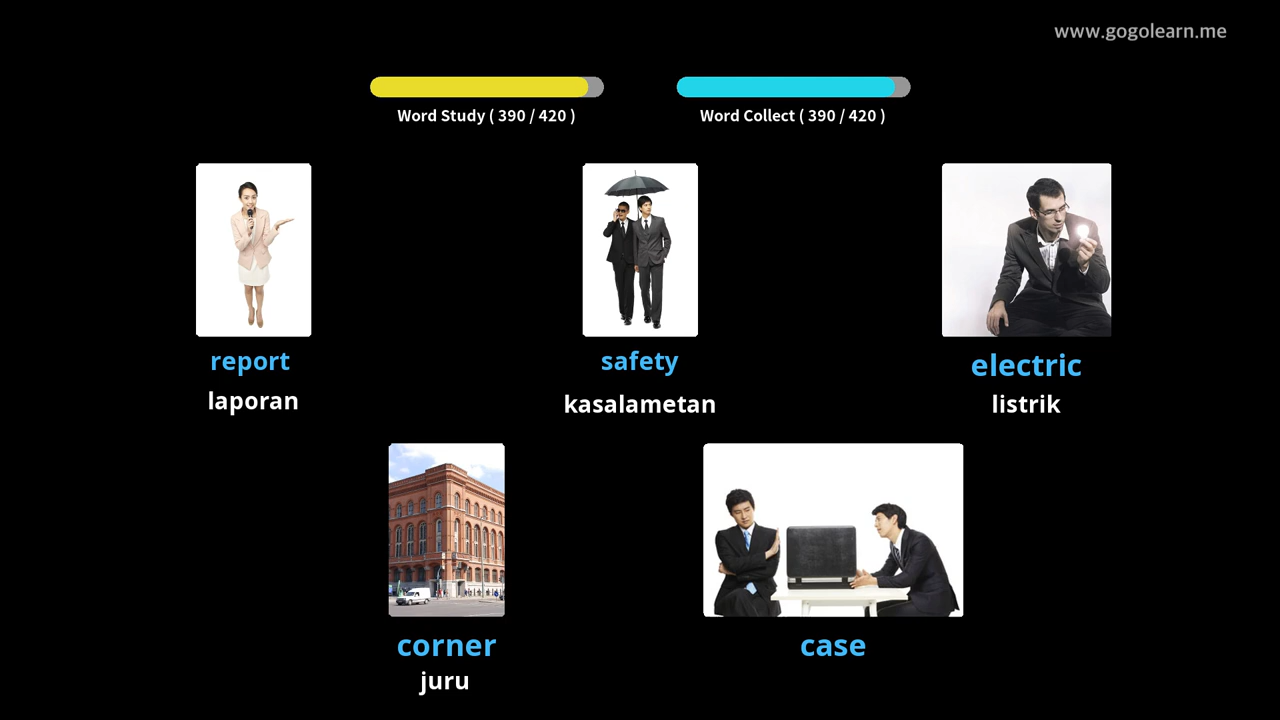 www.gogolearn.me
Word Study ( 390 / 420 )
Word Collect ( 390 / 420 )
report
laporan
safety
kasalametan
electric
listrik
corner
juru
case